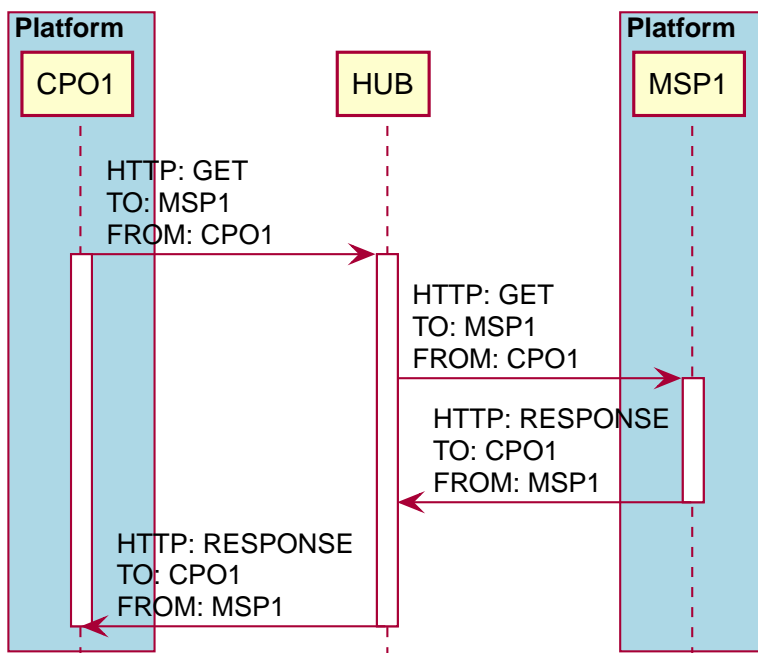 Platform
Platform
CPO1
HUB
MSP1
HTTP: GET
TO: MSP1
FROM: CPO1
HTTP: GET
TO: MSP1
FROM: CPO1
HTTP: RESPONSE
TO: CPO1
FROM: MSP1
HTTP: RESPONSE
TO: CPO1
FROM: MSP1